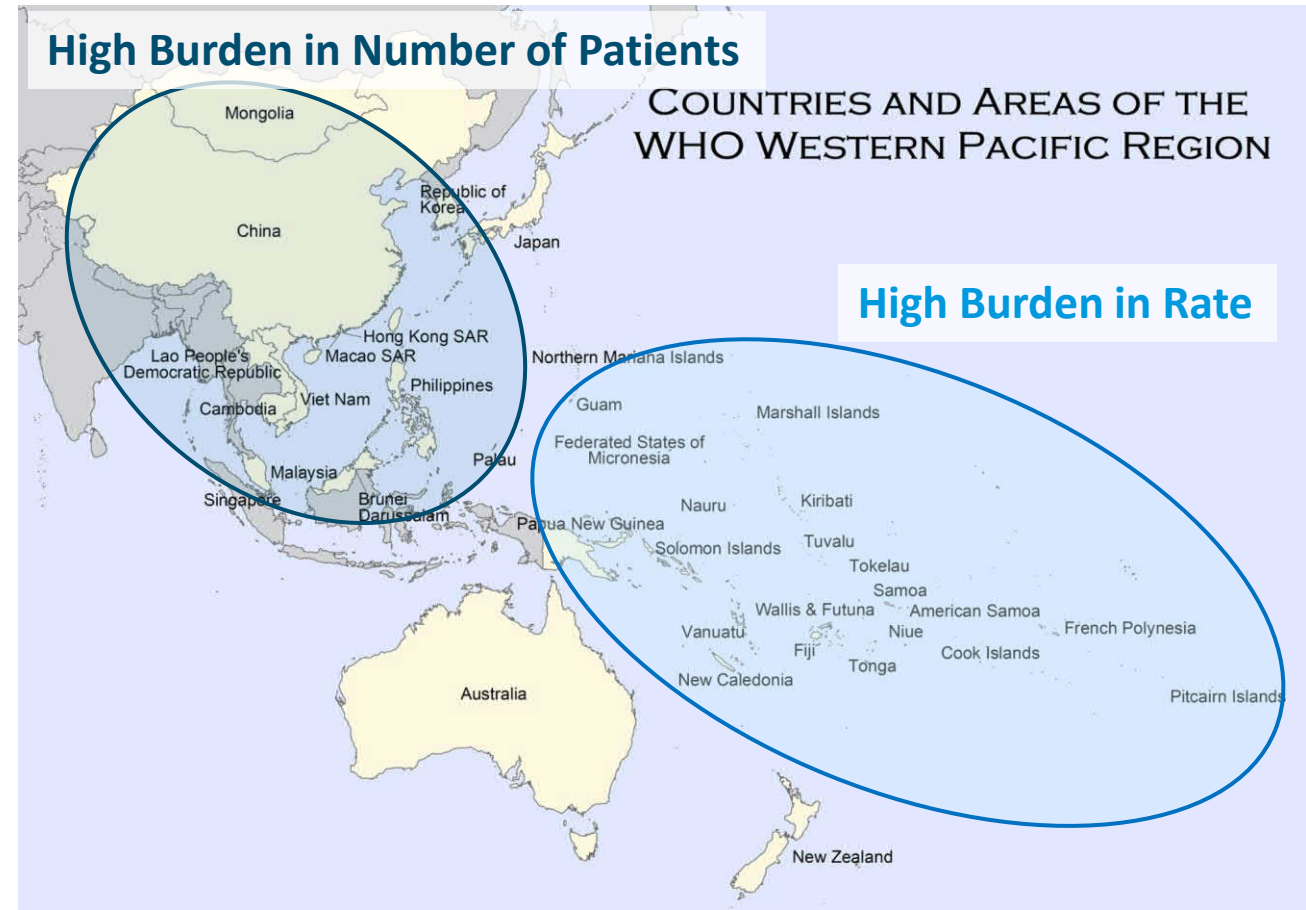 High Burden in Number of Patients
COUNTRIES AND AREAS OF THE
WHO WESTERN PACIFIC REGION
Mongolia
Republic of
Korea
China
Japan
High Burden in Rate
Hong Kong SAR
Macao SAR
Lao People's
Democratic Republic
Northern Mariana Islands
Philippines
Viet Nam
Cambodia
Guam
Marshall Islands
Federated States of
Micronesia
Palau
Malaysia
Singapore
Brunei
Darussalam
Nauru
Kiribati
Papua New Guinea
Solomon Islands
Tuvalu
Tokelau
Samoa
Wallis & Futuna
American Samoa
Vanuatu
Fiji
Niue
French Polynesia
Cook Islands
Tonga
New Caledonia
Pitcairn Islands
Australia
New Zealand